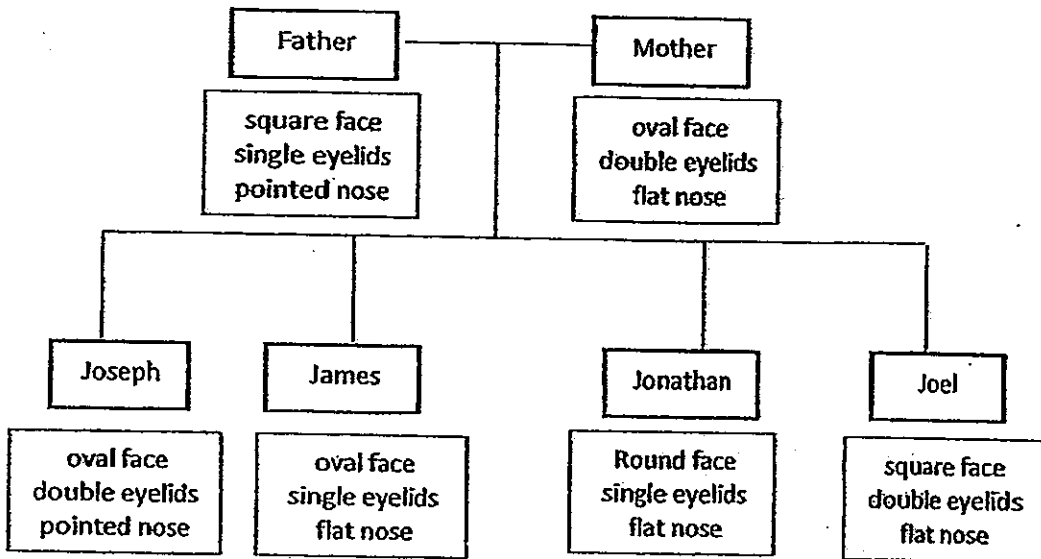 Father
Mother
square face
single eyelids
pointed nose
oval face
double eyelids
flat nose
Joseph
James
Jonathan
Joel
oval face
double eyelids
pointed nose
oval face
single eyelids
flat nose
Round face
single eyelids
flat nose
square face
double eyelids
flat nose